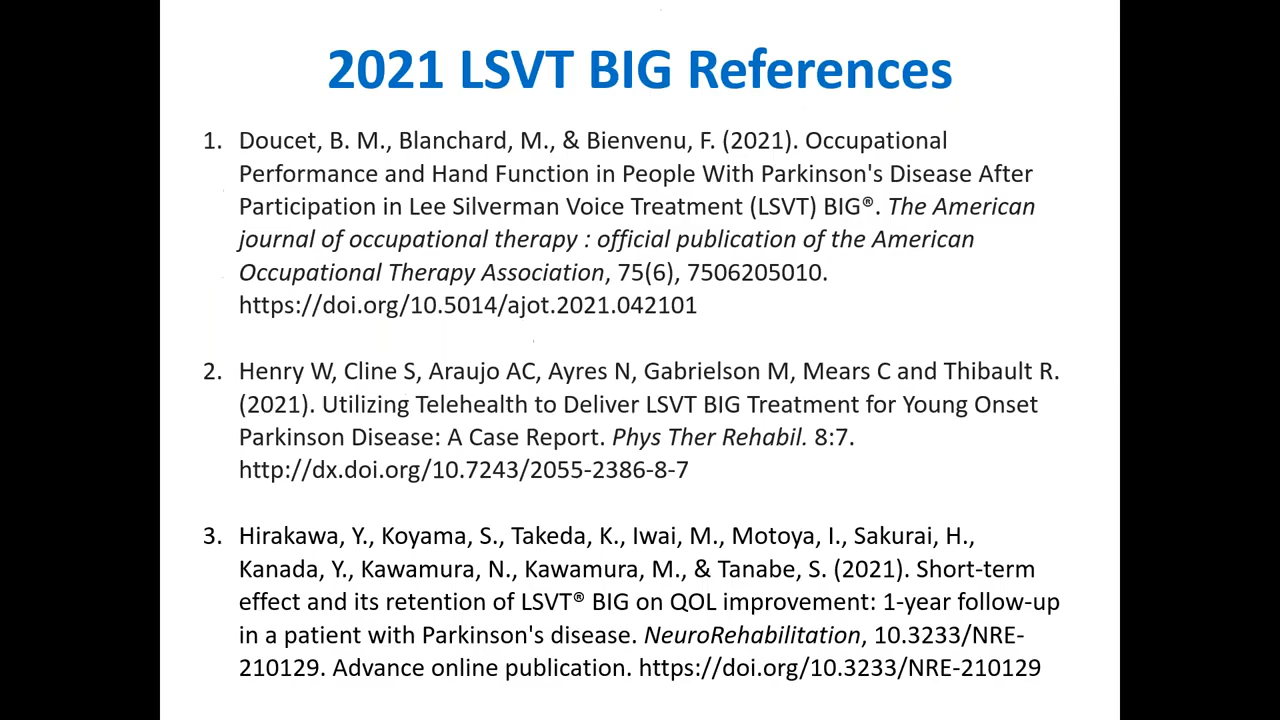 2021 LSVT BIG References
1. Doucet, B. M., Blanchard, M., & Bienvenu, F. (2021). Occupational
Performance and Hand Function in People With Parkinson's Disease After
Participation in Lee Silverman Voice Treatment (LSVT) BIG®. The American
journal of occupational therapy : official publication of the American
Occupational Therapy Association, 75(6), 7506205010.
https://doi.org/10.5014/ajot.2021.042101
2. Henry W, Cline S, Araujo AC, Ayres N, Gabrielson M, Mears C and Thibault R.
(2021). Utilizing Telehealth to Deliver LSVT BIG Treatment for Young Onset
Parkinson Disease: A Case Report. Phys Ther Rehabil. 8:7.
http://dx.doi.org/10.7243/2055-2386-8-7
3. Hirakawa, Y., Koyama, S., Takeda, K., Iwai, M., Motoya, I., Sakurai, H.,
Kanada, Y., Kawamura, N., Kawamura, M., & Tanabe, S. (2021). Short-term
effect and its retention of LSVT® BIG on QOL improvement: 1-year follow-up
in a patient with Parkinson's disease. NeuroRehabilitation, 10.3233/NRE-
210129. Advance online publication. https://doi.org/10.3233/NRE-210129